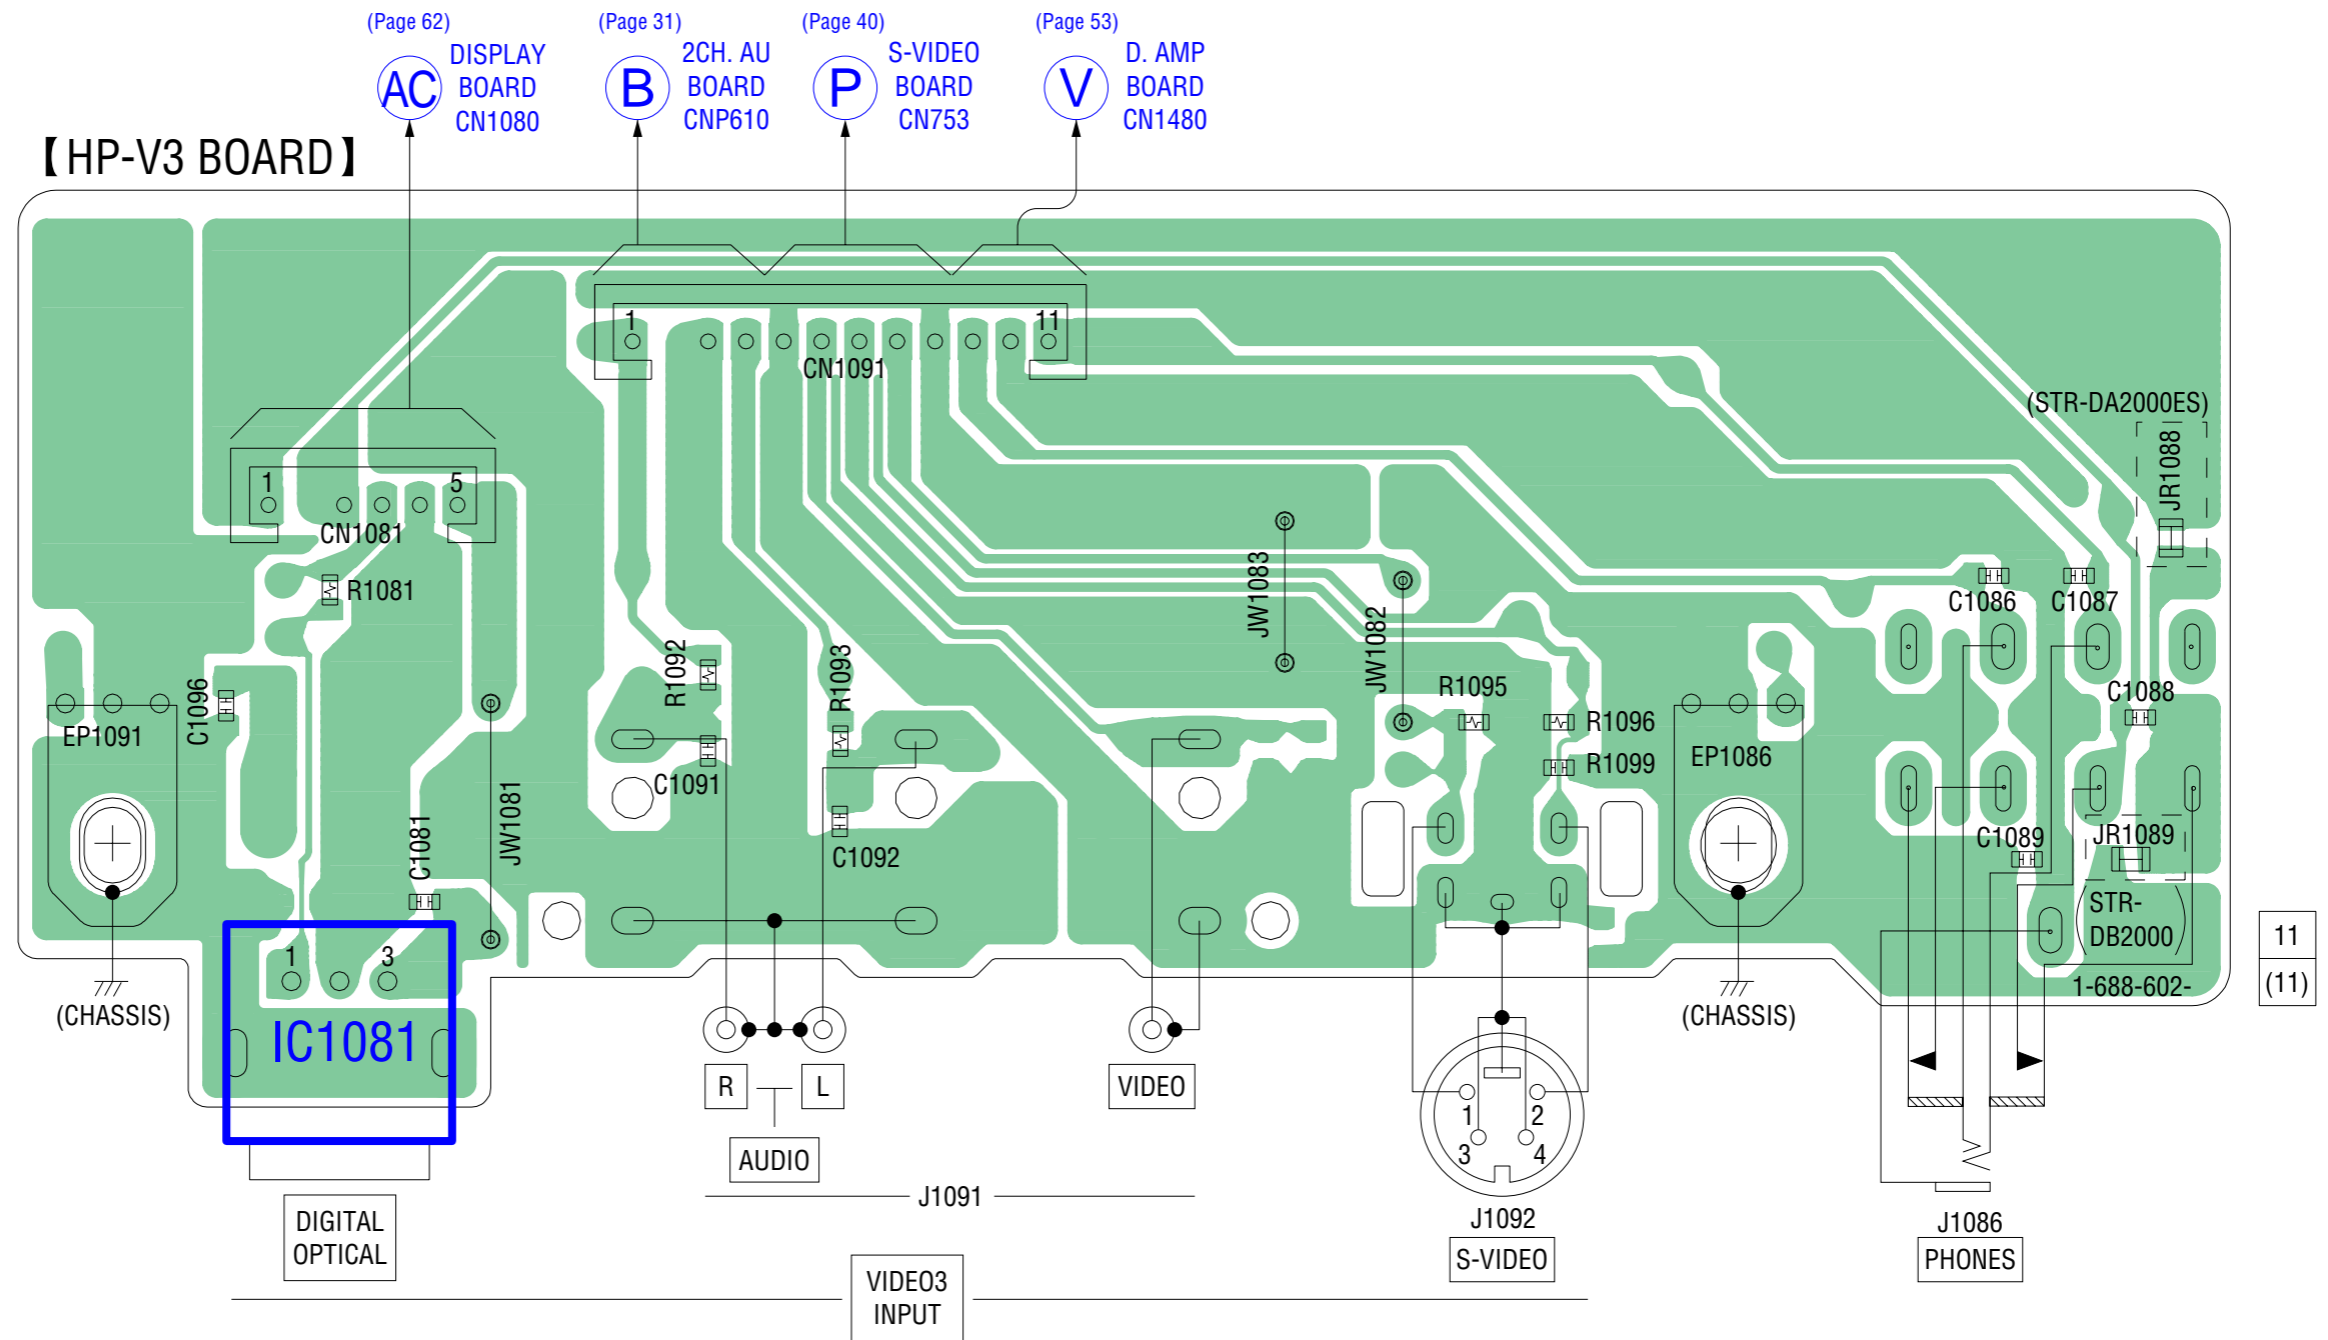 (Page 62)
AC
DISPLAY
BOARD
CN1080
(Page 31)
B
2CH. AU
BOARD
CNP610
(Page 40)
P
S-VIDEO
BOARD
CN753
(Page 53)
V
D. AMP
BOARD
CN1480
【HP-V3 BOARD】
1
11
CN1091
(STR-DA2000ES)
JR1088
1
5
CN1081
R1081
JW1083
JW1082
C1086
C1087
R1092
R1093
C1096
EP1091
R1095
R1096
R1099
C1088
EP1086
C1091
C1092
C1081
JW1081
C1089
JR1089
STR-
DB2000
1-688-602-
11
(11)
1
3
IC1081
(CHASSIS)
(CHASSIS)
R
L
AUDIO
VIDEO
J1091
1
2
3
4
J1092
S-VIDEO
J1086
PHONES
DIGITAL
OPTICAL
VIDEO3
INPUT